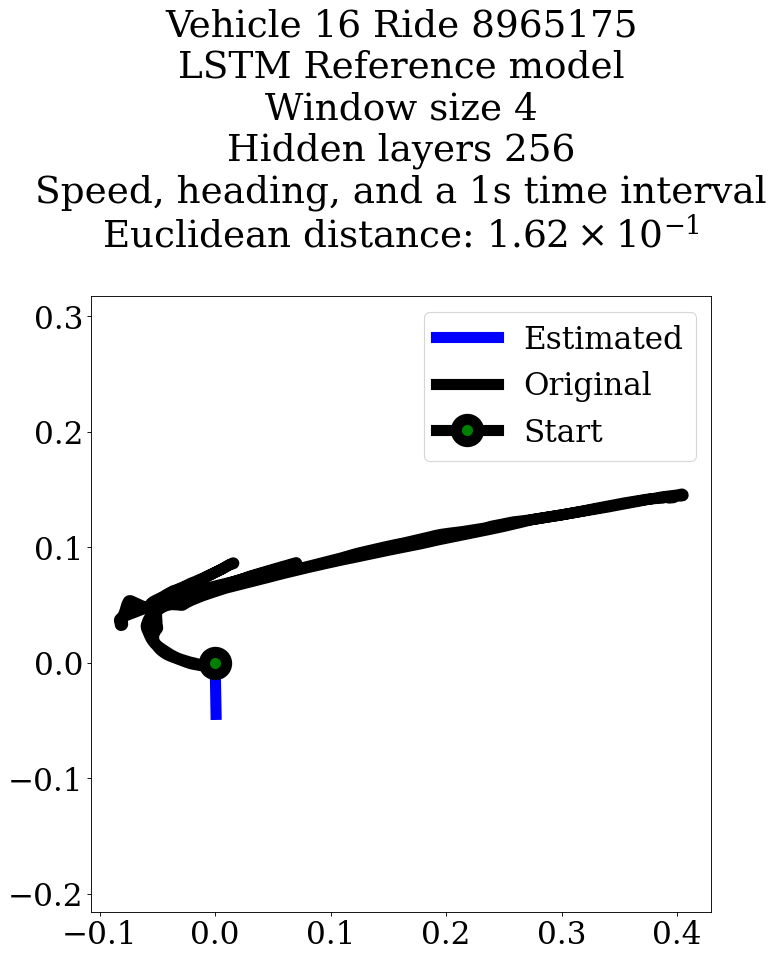 Vehicle 16 Ride 8965175
LSTM Reference model
Window size 4
Hidden layers 256
Speed, heading, and a 1s time interval
Euclidean distance: 1.62 × 10⁻¹
0.3
0.2
0.1
0.0
−0.1
−0.2
Estimated
Original
Start
−0.1 0.0 0.1 0.2 0.3 0.4